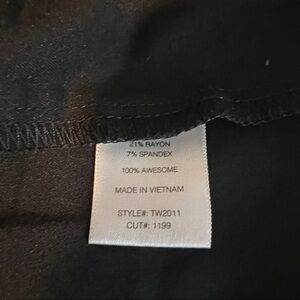 21% RAYON
7% SPANDEX
100% AWESOME
MADE IN VIETNAM
STYLE#: TW2011
CUT#: 1199